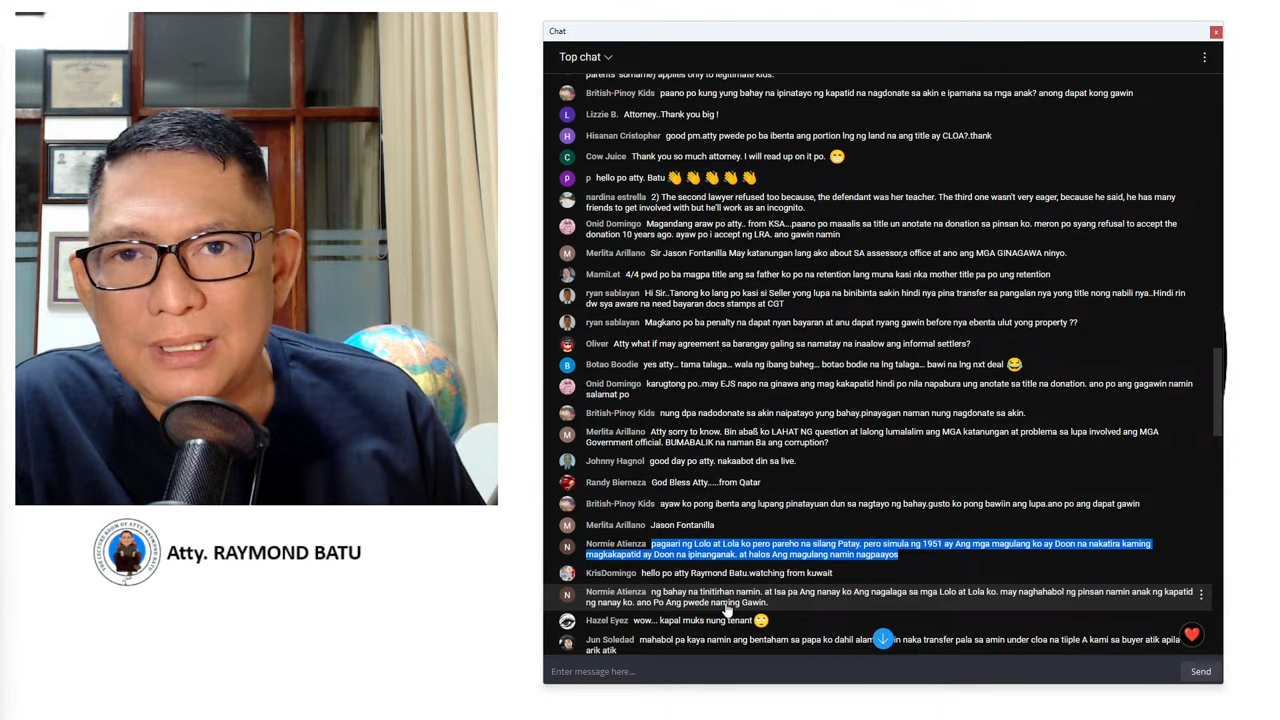 Chat
x
Top chat
parents' surname) applies only to legitimate kids.
British-Pinoy Kids paano po kung yung bahay na ipinatayo ng kapatid na nagdonate sa akin e ipamana sa mga anak? anong dapat kong gawin
L Lizzie B. Attorney..Thank you big !
H Hisanan Cristopher good pm.atty pwede po ba ibenta ang portion lng ng land na ang title ay CLOA?.thank
C Cow Juice Thank you so much attorney. I will read up on it po.
p p hello po atty. Batu
nardina estrella 2) The second lawyer refused too because, the defendant was her teacher. The third one wasn't very eager, because he said, he has many
friends to get involved with but he'll work as an incognito.
Onid Domingo Magandang araw po atty.. from KSA...paano po maaalis sa title un anotate na donation sa pinsan ko. meron po syang refusal to accept the
donation 10 years ago. ayaw po i accept ng LRA. ano gawin namin
M Merlita Arillano Sir Jason Fontanilla May katanungan lang ako about SA assessor,s office at ano ang MGA GINAGAWA ninyo.
MamiLet 4/4 pwd po ba magpa title ang sa father ko po na retention lang muna kasi nka mother title pa po ung retention
ryan sablayan Hi Sir..Tanong ko lang po kasi si Seller yong lupa na binibinta sakin hindi nya pina transfer sa pangalan nya yong title nong nabili nya..Hindi rin
dw sya aware na need bayaran docs stamps at CGT
ryan sablayan Magkano po ba penalty na dapat nyan bayaran at anu dapat nyang gawin before nya ebenta ulut yong property ??
Oliver Atty what if may agreement sa barangay galing sa namatay na inaalow ang informal settlers?
B Botao Boodie yes atty... tama talaga... wala ng ibang baheg... botao bodie na lng talaga... bawi na lng nxt deal
Onid Domingo karugtong po..may EJS napo na ginawa ang mag kakapatid hindi po nila napabura ung anotate sa title na donation. ano po ang gagawin namin
salamat po
British-Pinoy Kids nung dpa nadodonate sa akin naipatayo yung bahay.pinayagan naman nung nagdonate sa akin.
M Merlita Arillano Atty sorry to know. Bin abaß ko LAHAT NG question at lalong lumalalim ang MGA katanungan at problema sa lupa involved ang MGA
Government official. BUMABALIK na naman Ba ang corruption?
Johnny Hagnol good day po atty. nakaabot din sa live.
Randy Bierneza God Bless Atty.....from Qatar
British-Pinoy Kids ayaw ko pong ibenta ang lupang pinatayuan dun sa nagtayo ng bahay.gusto ko pong bawiin ang lupa.ano po ang dapat gawin
M Merlita Arillano Jason Fontanilla
N Normie Atienza pagaari ng Lolo at Lola ko pero pareho na silang Patay. pero simula ng 1951 ay Ang mga magulang ko ay Doon na nakatira kaming
magkakapatid ay Doon na ipinanganak. at halos Ang magulang namin nagpaayos
KrisDomingo hello po atty Raymond Batu.watching from kuwait
N Normie Atienza ng bahay na tinitirhan namin. at Isa pa Ang nanay ko Ang nagalaga sa mga Lolo at Lola ko. may naghahabol ng pinsan namin anak ng kapatid
ng nanay ko. ano Po Ang pwede naming Gawin.
Hazel Eyez wow... kapal muks nung tenant
Jun Soledad mahabol pa kaya namin ang bentaham sa papa ko dahil alam in naka transfer pala sa amin under cloa na tiiple A kami sa buyer atik apila
arik atik
Enter message here...
Send
Atty. RAYMOND BATU